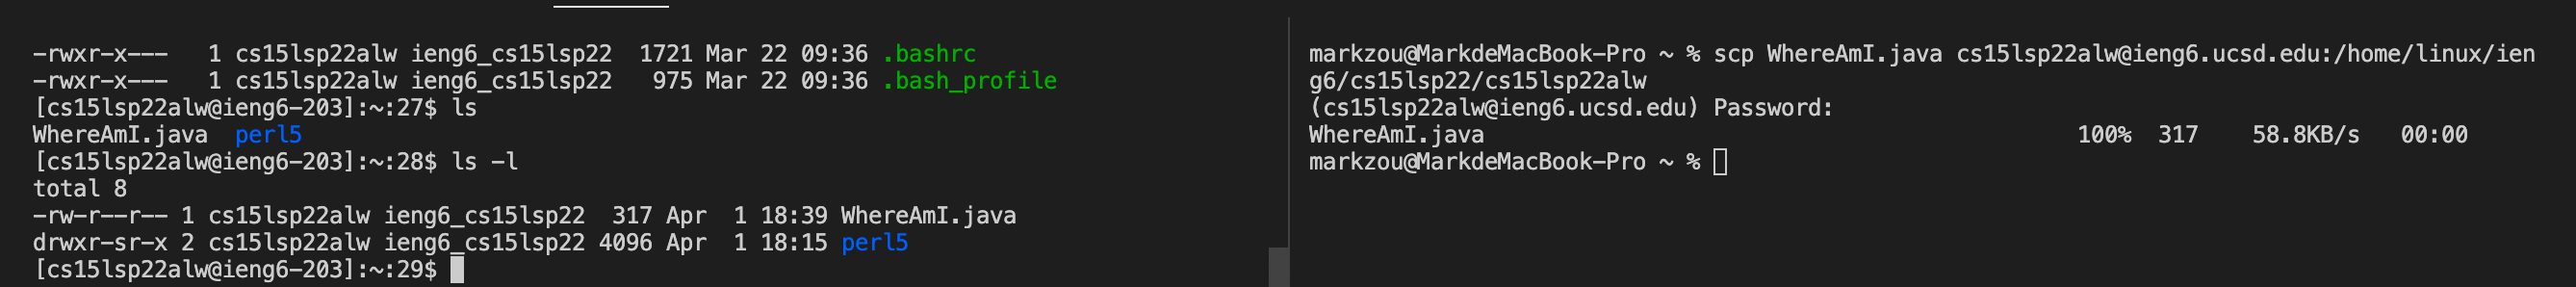 -rwxr-x---   1 cs15lsp22alw ieng6_cs15lsp22  1721 Mar 22 09:36 .bashrc
-rwxr-x---   1 cs15lsp22alw ieng6_cs15lsp22   975 Mar 22 09:36 .bash_profile
[cs15lsp22alw@ieng6-203]:~:27$ ls
WhereAmI.java  perl5
[cs15lsp22alw@ieng6-203]:~:28$ ls -l
total 8
-rw-r--r-- 1 cs15lsp22alw ieng6_cs15lsp22  317 Apr  1 18:39 WhereAmI.java
drwxr-sr-x 2 cs15lsp22alw ieng6_cs15lsp22 4096 Apr  1 18:15 perl5
[cs15lsp22alw@ieng6-203]:~:29$
markzou@MarkdeMacBook-Pro ~ % scp WhereAmI.java cs15lsp22alw@ieng6.ucsd.edu:/home/linux/ien
g6/cs15lsp22/cs15lsp22alw
(cs15lsp22alw@ieng6.ucsd.edu) Password:
WhereAmI.java                                            100%  317    58.8KB/s   00:00
markzou@MarkdeMacBook-Pro ~ %